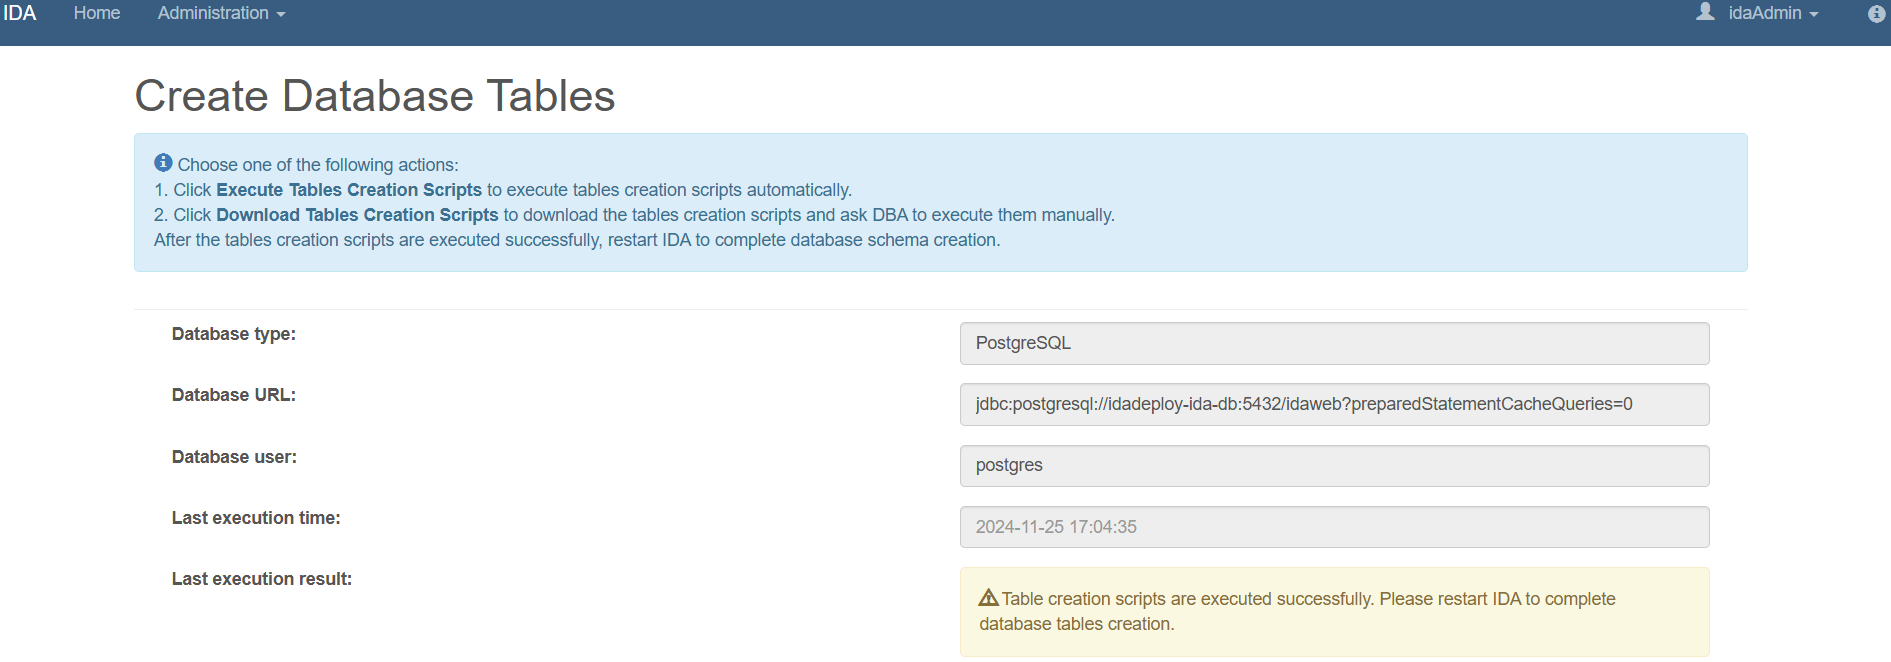 IDA Home Administration idaAdmin
Create Database Tables
Choose one of the following actions:
1. Click Execute Tables Creation Scripts to execute tables creation scripts automatically.
2. Click Download Tables Creation Scripts to download the tables creation scripts and ask DBA to execute them manually.
After the tables creation scripts are executed successfully, restart IDA to complete database schema creation.
Database type: PostgreSQL
Database URL: jdbc:postgresql://idadeploy-ida-db:5432/idaweb?preparedStatementCacheQueries=0
Database user: postgres
Last execution time: 2024-11-25 17:04:35
Last execution result: Table creation scripts are executed successfully. Please restart IDA to complete
database tables creation.